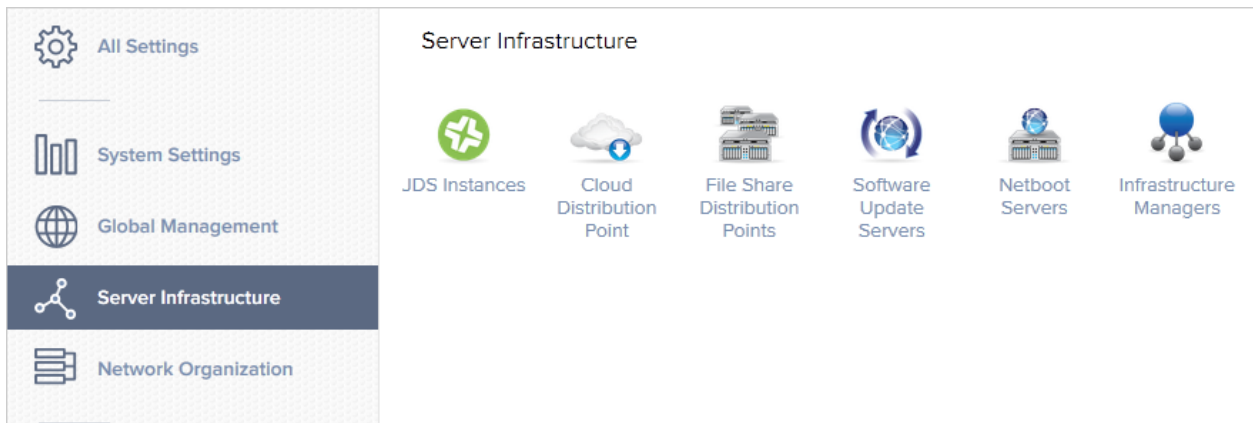 All Settings
System Settings
Global Management
Server Infrastructure
Network Organization
Server Infrastructure
JDS Instances
Cloud
Distribution
Point
File Share
Distribution
Points
Software
Update
Servers
Netboot
Servers
Infrastructure
Managers